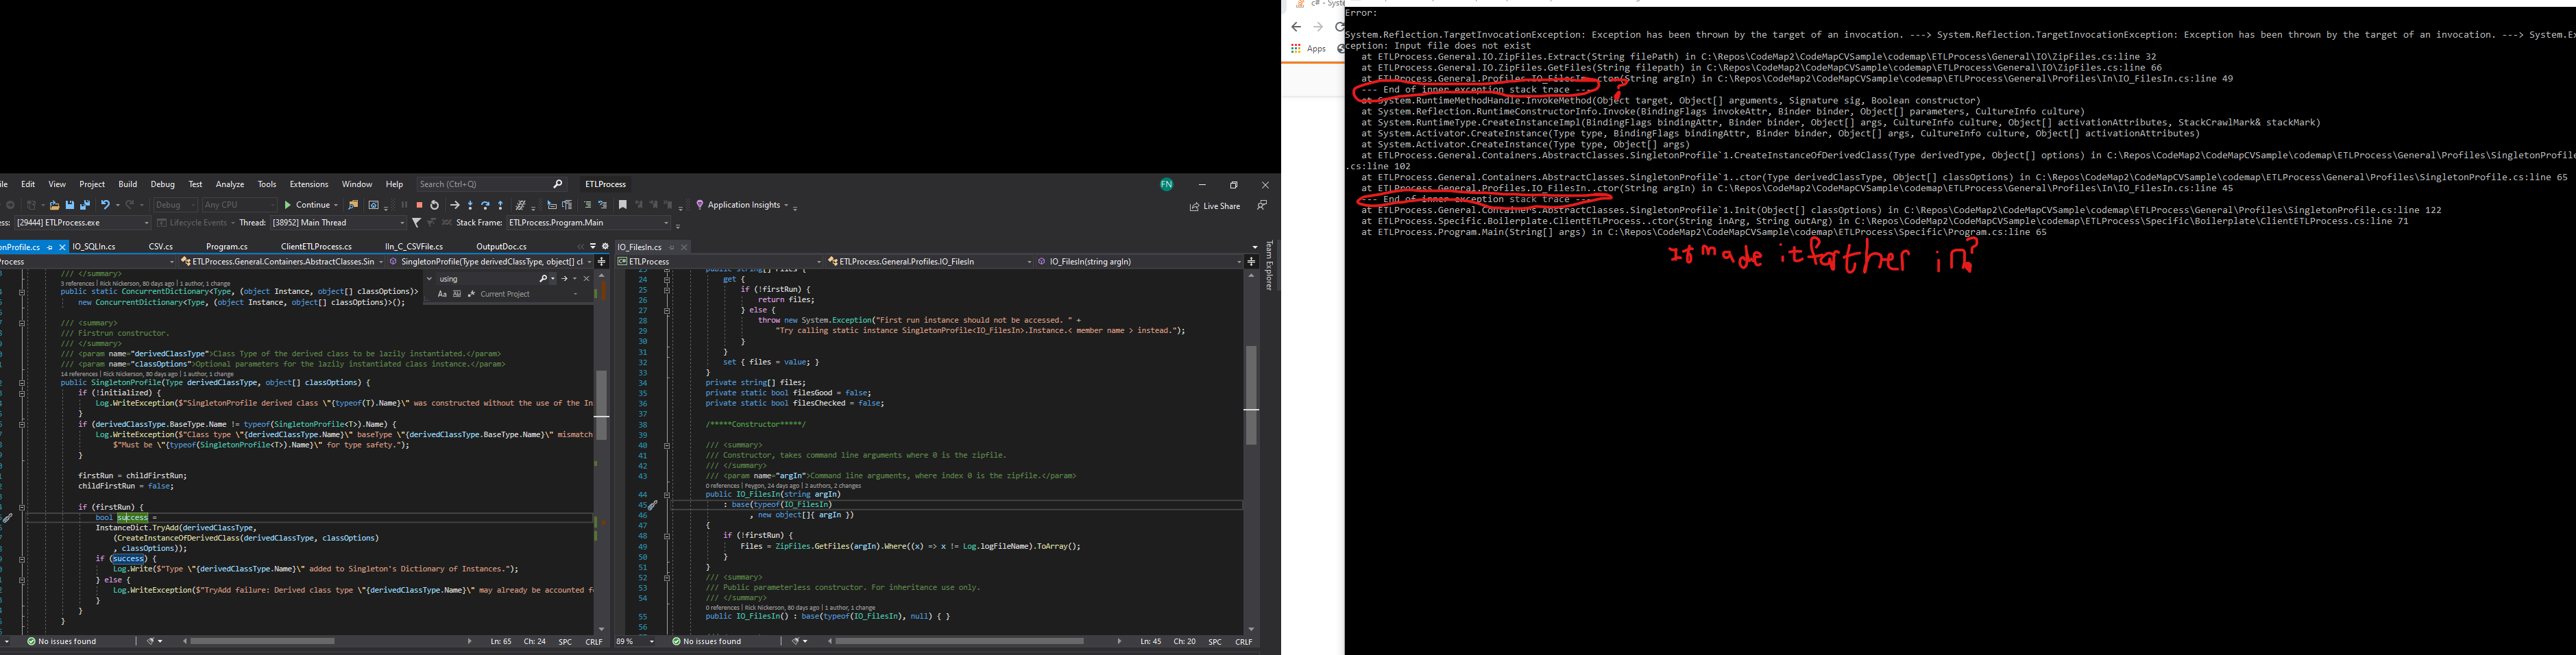 File Edit View Project Build Debug Test Analyze Tools Extensions Window Help Search (Ctrl+Q) ETLProcess FN
Debug Any CPU Continue Application Insights Live Share
[29444] ETLProcess.exe Lifecycle Events Thread: [38952] Main Thread Stack Frame: ETLProcess.Program.Main
IO_SQLIn.cs CSV.cs Program.cs ClientETLProcess.cs IIn_C_CSVFile.cs OutputDoc.cs
ETLProcess.General.Containers.AbstractClasses.Sin SingletonProfile(Type derivedClassType, object[] cl
using
Aa Current Project
/// </summary>
3 references | Rick Nickerson, 80 days ago | 1 author, 1 change
public static ConcurrentDictionary<Type, (object Instance, object[] classOptions)>
new ConcurrentDictionary<Type, (object Instance, object[] classOptions)>();
/// <summary>
/// Firstrun constructor.
/// </summary>
/// <param name="derivedClassType">Class Type of the derived class to be lazily instantiated.</param>
/// <param name="classOptions">Optional parameters for the lazily instantiated class instance.</param>
14 references | Rick Nickerson, 80 days ago | 1 author, 1 change
public SingletonProfile(Type derivedClassType, object[] classOptions) {
if (!initialized) {
Log.WriteException($"SingletonProfile derived class \"{typeof(T).Name}\" was constructed without the use of the In
}
if (derivedClassType.BaseType.Name != typeof(SingletonProfile<T>).Name) {
Log.WriteException($"Class type \"{derivedClassType.Name}\" baseType \"{derivedClassType.BaseType.Name}\" mismatch
$"Must be \"{typeof(SingletonProfile<T>).Name}\" for type safety.");
}
firstRun = childFirstRun;
childFirstRun = false;
if (firstRun) {
bool success =
InstanceDict.TryAdd(derivedClassType,
(CreateInstanceOfDerivedClass(derivedClassType, classOptions)
, classOptions));
if (success) {
Log.Write($"Type \"{derivedClassType.Name}\" added to Singleton's Dictionary of Instances.");
} else {
Log.WriteException($"TryAdd failure: Derived class type \"{derivedClassType.Name}\" may already be accounted f
}
}
}
No issues found Ln: 65 Ch: 24 SPC CRLF
IO_FilesIn.cs
ETLProcess ETLProcess.General.Profiles.IO_FilesIn IO_FilesIn(string argIn)
Team Explorer
24 get {
25 if (!firstRun) {
26 return files;
27 } else {
28 throw new System.Exception("First run instance should not be accessed. " +
29 "Try calling static instance SingletonProfile<IO_FilesIn>.Instance.< member name > instead.");
30 }
31 }
32 set { files = value; }
33 }
34 private string[] files;
35 private static bool filesGood = false;
36 private static bool filesChecked = false;
37
38 /*****Constructor*****/
39
40 /// <summary>
41 /// Constructor, takes command line arguments where 0 is the zipfile.
42 /// </summary>
43 /// <param name="argIn">Command line arguments, where index 0 is the zipfile.</param>
0 references | Feygon, 24 days ago | 2 authors, 2 changes
44 public IO_FilesIn(string argIn)
45 : base(typeof(IO_FilesIn)
46 , new object[]{ argIn })
47 {
48 if (!firstRun) {
49 Files = ZipFiles.GetFiles(argIn).Where((x) => x != Log.logFileName).ToArray();
50 }
51 }
52 /// <summary>
53 /// Public parameterless constructor. For inheritance use only.
54 /// </summary>
0 references | Rick Nickerson, 80 days ago | 1 author, 1 change
55 public IO_FilesIn() : base(typeof(IO_FilesIn), null) { }
56
89 % No issues found Ln: 45 Ch: 20 SPC CRLF
c# - Syste
Apps
Error:
System.Reflection.TargetInvocationException: Exception has been thrown by the target of an invocation. ---> System.Reflection.TargetInvocationException: Exception has been thrown by the target of an invocation. ---> System.Ex
ception: Input file does not exist
at ETLProcess.General.IO.ZipFiles.Extract(String filePath) in C:\Repos\CodeMap2\CodeMapCVSample\codemap\ETLProcess\General\IO\ZipFiles.cs:line 32
at ETLProcess.General.IO.ZipFiles.GetFiles(String filepath) in C:\Repos\CodeMap2\CodeMapCVSample\codemap\ETLProcess\General\IO\ZipFiles.cs:line 66
at ETLProcess.General.Profiles.IO_FilesIn..ctor(String argIn) in C:\Repos\CodeMap2\CodeMapCVSample\codemap\ETLProcess\General\Profiles\In\IO_FilesIn.cs:line 49
--- End of inner exception stack trace --- ?
at System.RuntimeMethodHandle.InvokeMethod(Object target, Object[] arguments, Signature sig, Boolean constructor)
at System.Reflection.RuntimeConstructorInfo.Invoke(BindingFlags invokeAttr, Binder binder, Object[] parameters, CultureInfo culture)
at System.RuntimeType.CreateInstanceImpl(BindingFlags bindingAttr, Binder binder, Object[] args, CultureInfo culture, Object[] activationAttributes, StackCrawlMark& stackMark)
at System.Activator.CreateInstance(Type type, BindingFlags bindingAttr, Binder binder, Object[] args, CultureInfo culture, Object[] activationAttributes)
at System.Activator.CreateInstance(Type type, Object[] args)
at ETLProcess.General.Containers.AbstractClasses.SingletonProfile`1.CreateInstanceOfDerivedClass(Type derivedType, Object[] options) in C:\Repos\CodeMap2\CodeMapCVSample\codemap\ETLProcess\General\Profiles\SingletonProfile
.cs:line 102
at ETLProcess.General.Containers.AbstractClasses.SingletonProfile`1..ctor(Type derivedClassType, Object[] classOptions) in C:\Repos\CodeMap2\CodeMapCVSample\codemap\ETLProcess\General\Profiles\SingletonProfile.cs:line 65
at ETLProcess.General.Profiles.IO_FilesIn..ctor(String argIn) in C:\Repos\CodeMap2\CodeMapCVSample\codemap\ETLProcess\General\Profiles\In\IO_FilesIn.cs:line 45
--- End of inner exception stack trace ---
at ETLProcess.General.Containers.AbstractClasses.SingletonProfile`1.Init(Object[] classOptions) in C:\Repos\CodeMap2\CodeMapCVSample\codemap\ETLProcess\General\Profiles\SingletonProfile.cs:line 122
at ETLProcess.Specific.Boilerplate.ClientETLProcess..ctor(String inArg, String outArg) in C:\Repos\CodeMap2\CodeMapCVSample\codemap\ETLProcess\Specific\Boilerplate\ClientETLProcess.cs:line 71
at ETLProcess.Program.Main(String[] args) in C:\Repos\CodeMap2\CodeMapCVSample\codemap\ETLProcess\Specific\Program.cs:line 65
It made it farther in?